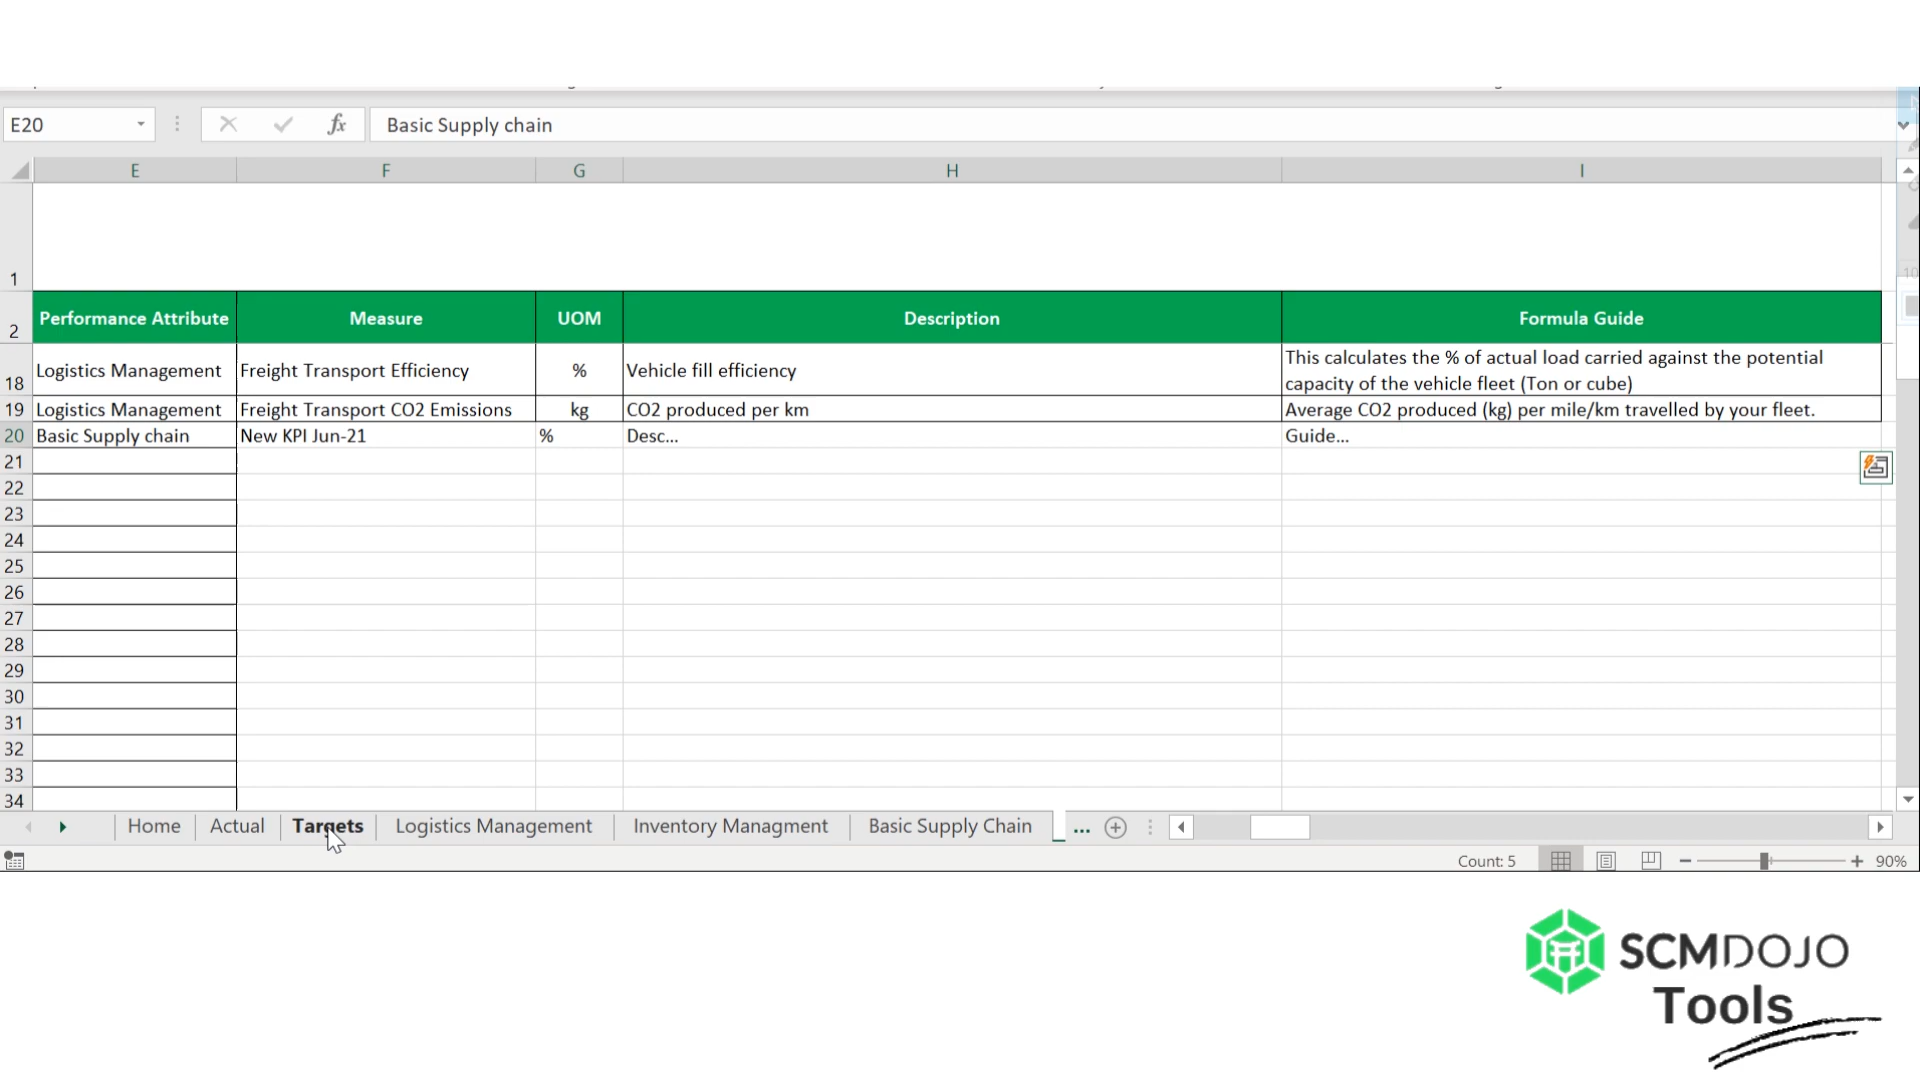 E20 fx Basic Supply chain
E F G H I
1
2 Performance Attribute Measure UOM Description Formula Guide
18 Logistics Management Freight Transport Efficiency % Vehicle fill efficiency This calculates the % of actual load carried against the potential
capacity of the vehicle fleet (Ton or cube)
19 Logistics Management Freight Transport CO2 Emissions kg CO2 produced per km Average CO2 produced (kg) per mile/km travelled by your fleet.
20 Basic Supply chain New KPI Jun-21 % Desc... Guide...
21
22
23
24
25
26
27
28
29
30
31
32
33
34
Home Actual Targets Logistics Management Inventory Managment Basic Supply Chain ...
Count: 5 90%
SCMDOJO
Tools